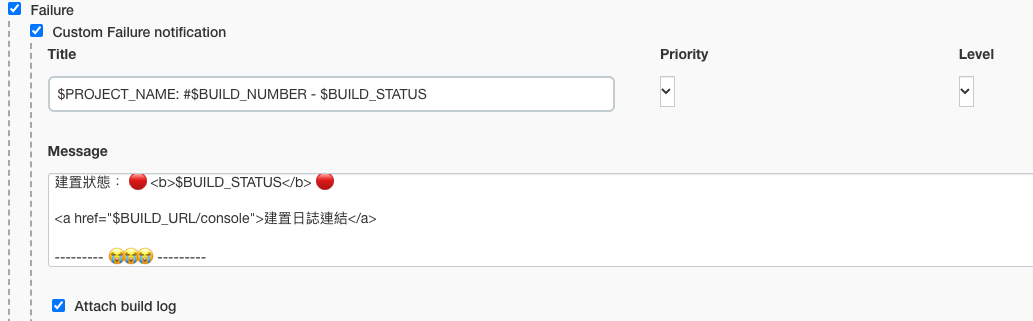 Failure
Custom Failure notification
Title Priority Level
$PROJECT_NAME: #$BUILD_NUMBER - $BUILD_STATUS
Message
建置狀態： 🔴 <b>$BUILD_STATUS</b> 🔴
<a href="$BUILD_URL/console">建置日誌連結</a>
--------- 😭😭😭 ---------
Attach build log